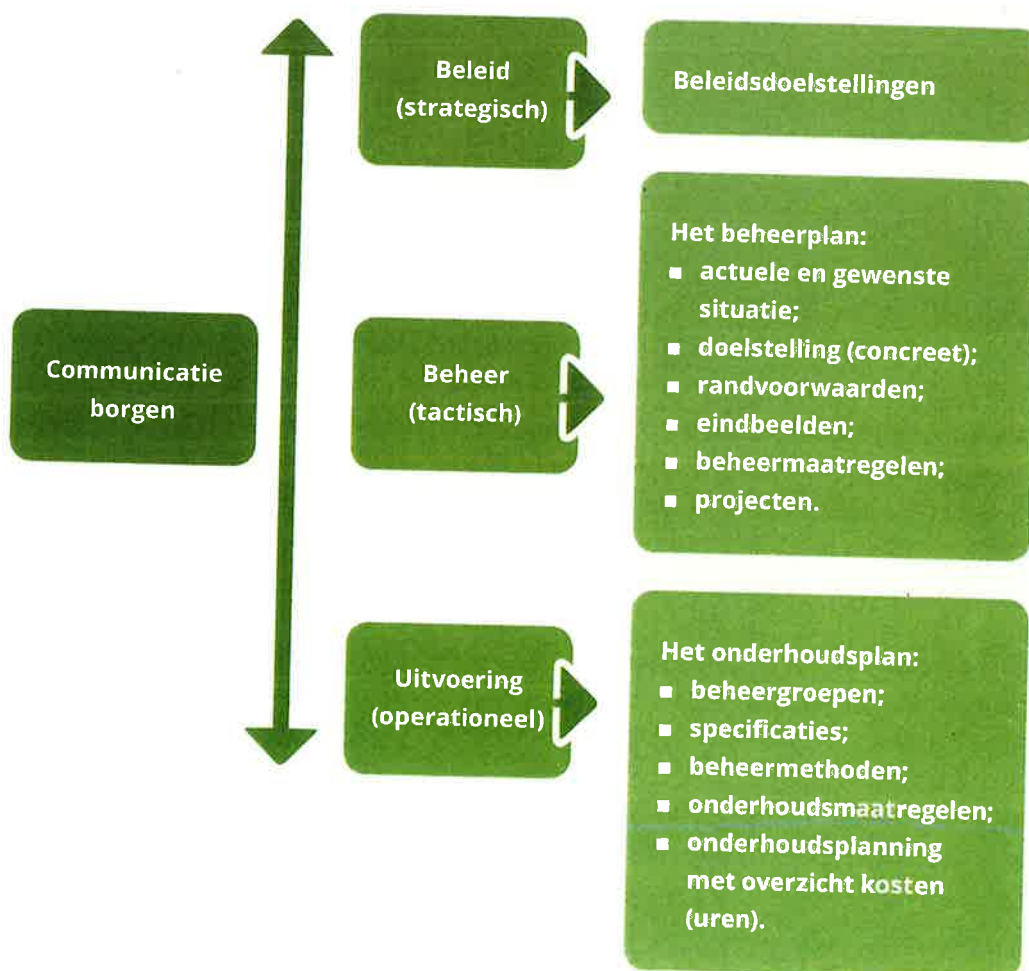 Beleid
(strategisch)
Beleidsdoelstellingen
Communicatie
borgen
Beheer
(tactisch)
Het beheerplan:
▪ actuele en gewenste
situatie;
▪ doelstelling (concreet);
▪ randvoorwaarden;
▪ eindbeelden;
▪ beheermaatregelen;
▪ projecten.
Uitvoering
(operationeel)
Het onderhoudsplan:
▪ beheergroepen;
▪ specificaties;
▪ beheermethoden;
▪ onderhoudsmaatregelen;
▪ onderhoudsplanning
met overzicht kosten
(uren).